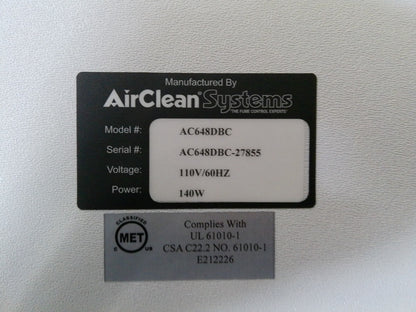 Manufactured By
AirClean® Systems
"THE FUME CONTROL EXPERTS"
Model #: AC648DBC
Serial #: AC648DBC-27855
Voltage: 110V/60HZ
Power: 140W
CLASSIFIED
MET
C US
Complies With
UL 61010-1
CSA C22.2 NO. 61010-1
E212226